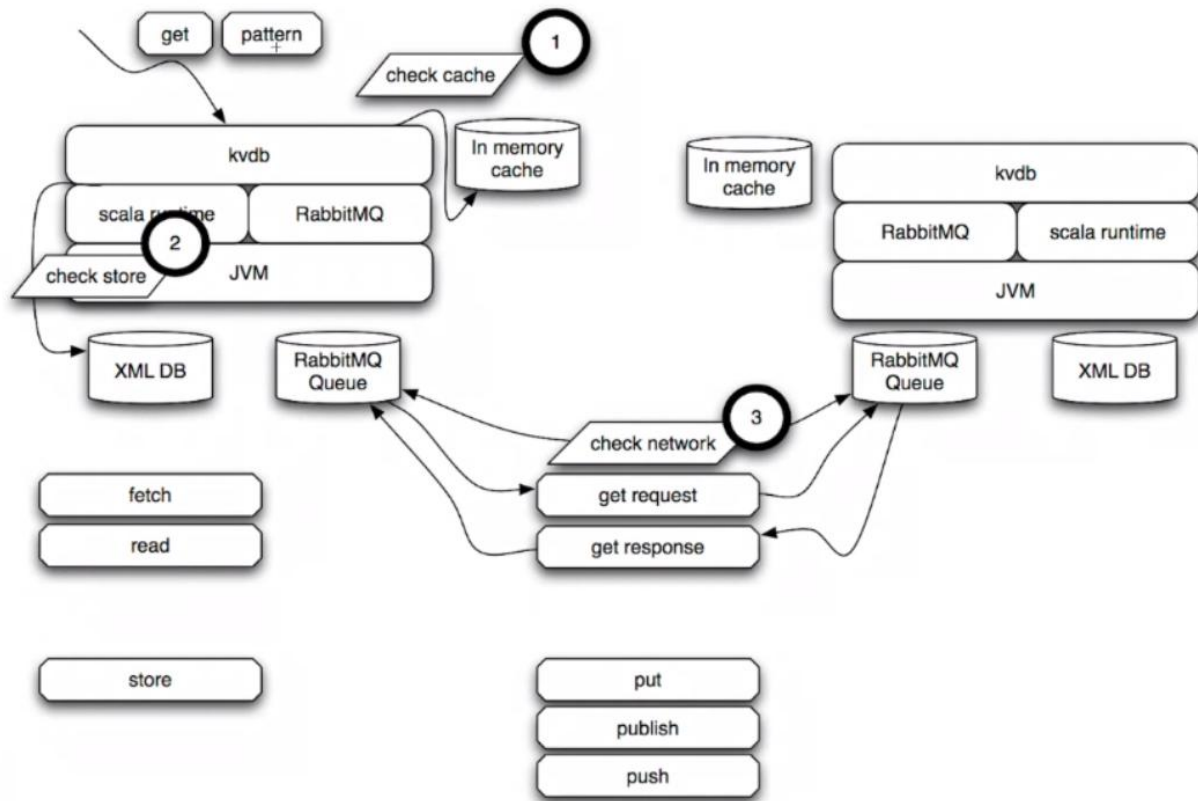 get
pattern
1
check cache
In memory
cache
kvdb
scala runtime
RabbitMQ
2
check store
JVM
In memory
cache
kvdb
RabbitMQ
scala runtime
JVM
XML DB
RabbitMQ
Queue
RabbitMQ
Queue
XML DB
check network
3
fetch
get request
read
get response
store
put
publish
push